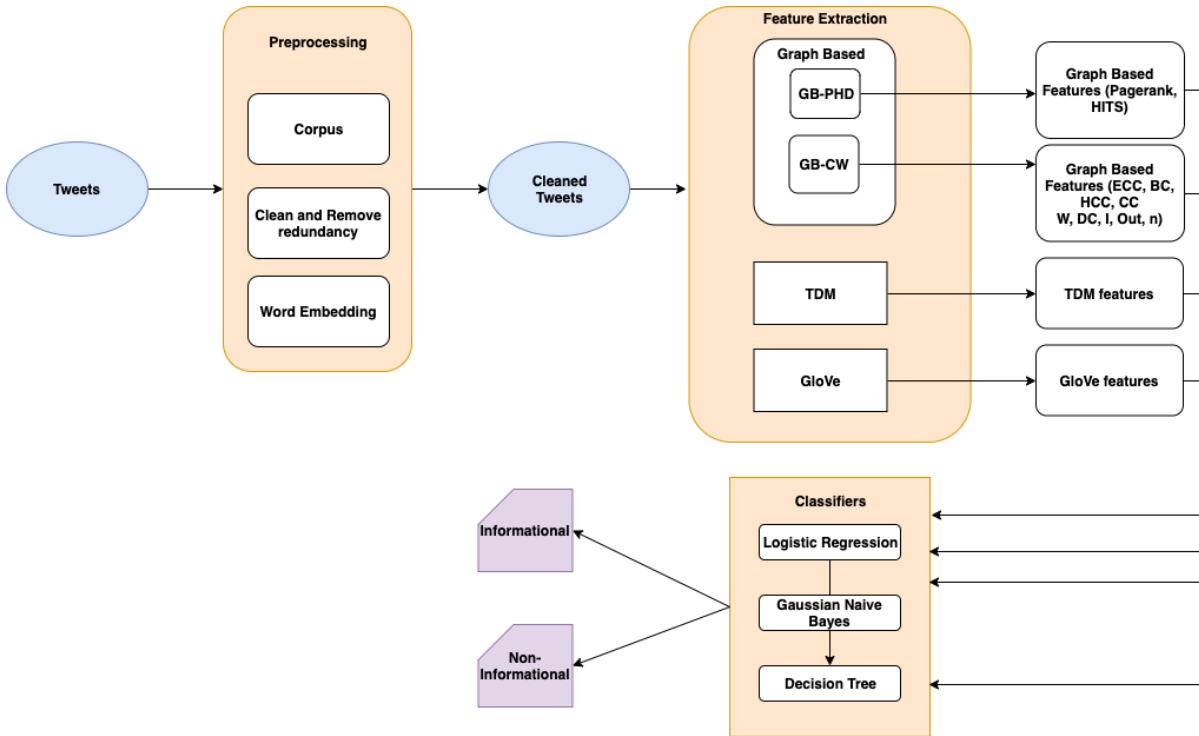 Preprocessing
Corpus
Clean and Remove
redundancy
Word Embedding
Tweets
Cleaned
Tweets
Feature Extraction
Graph Based
GB-PHD
GB-CW
TDM
GloVe
Graph Based
Features (Pagerank,
HITS)
Graph Based
Features (ECC, BC,
HCC, CC
W, DC, I, Out, n)
TDM features
GloVe features
Classifiers
Logistic Regression
Gaussian Naive
Bayes
Decision Tree
Informational
Non-
Informational